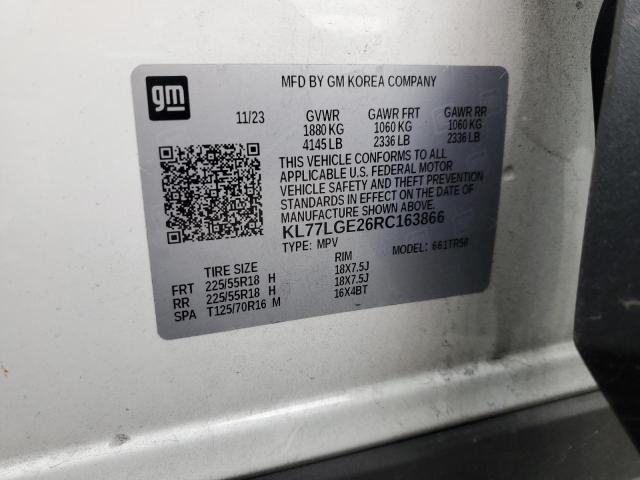 gm
MFD BY GM KOREA COMPANY
11/23 GVWR GAWR FRT GAWR RR
1880 KG 1060 KG 1060 KG
4145 LB 2336 LB 2336 LB
THIS VEHICLE CONFORMS TO ALL
APPLICABLE U.S. FEDERAL MOTOR
VEHICLE SAFETY AND THEFT PREVENTION
STANDARDS IN EFFECT ON THE DATE OF
MANUFACTURE SHOWN ABOVE.
KL77LGE26RC163866
TYPE: MPV MODEL: 661TR58
TIRE SIZE RIM
FRT 225/55R18 H 18X7.5J
RR 225/55R18 H 18X7.5J
SPA T125/70R16 M 16X4BT